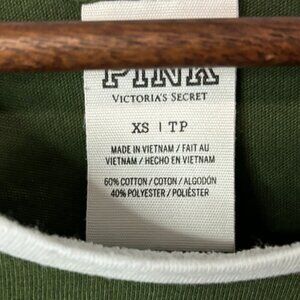 PINK
VICTORIA'S SECRET
XS | TP
MADE IN VIETNAM / FAIT AU
VIETNAM / HECHO EN VIETNAM
60% COTTON / COTON / ALGODÓN
40% POLYESTER / POLIÉSTER